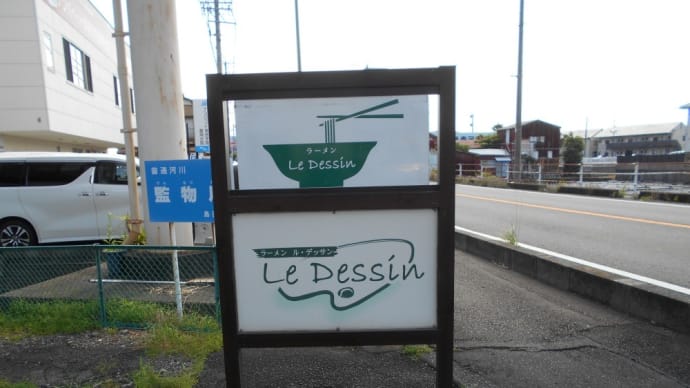 ラーメン
Le Dessin
ラーメン ル・デッサン
Le Dessin
普通河川
監物